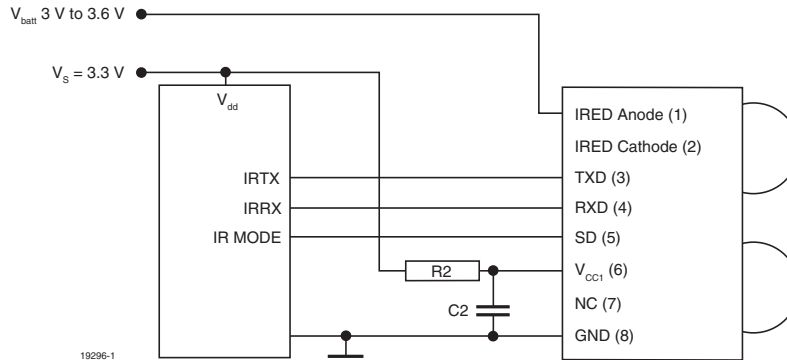 V_batt 3 V to 3.6 V
V_S = 3.3 V
V_dd
IRTX
IRRX
IR MODE
R2
C2
IRED Anode (1)
IRED Cathode (2)
TXD (3)
RXD (4)
SD (5)
V_CC1 (6)
NC (7)
GND (8)
19296-1